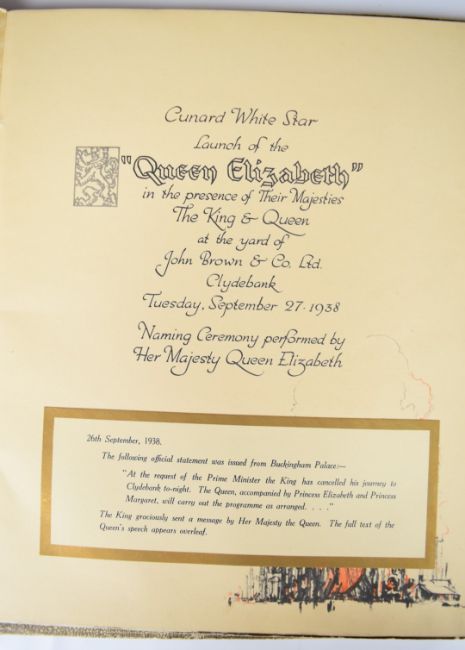 Cunard White Star
Launch of the
"Queen Elizabeth"
in the presence of Their Majesties
The King & Queen
at the yard of
John Brown & Co. Ltd.
Clydebank
Tuesday, September 27·1938
Naming Ceremony performed by
Her Majesty Queen Elizabeth
26th September, 1938.
The following official statement was issued from Buckingham Palace:—
"At the request of the Prime Minister the King has cancelled his journey to
Clydebank to-night. The Queen, accompanied by Princess Elizabeth and Princess
Margaret, will carry out the programme as arranged. . . ."
The King graciously sent a message by Her Majesty the Queen. The full text of the
Queen's speech appears overleaf.